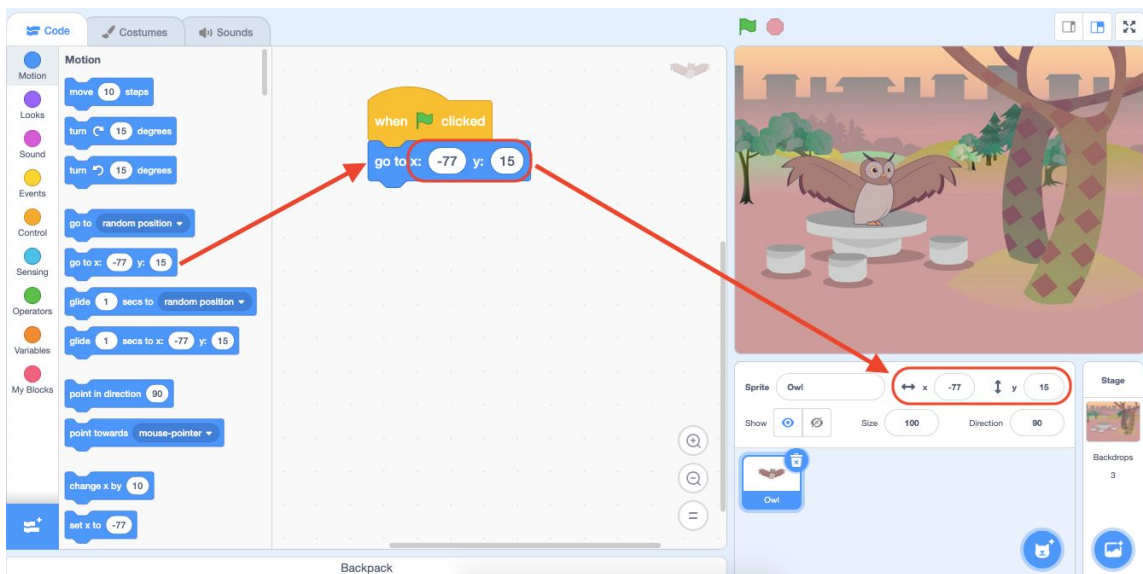 Code
Costumes
Sounds
Motion
Looks
Sound
Events
Control
Sensing
Operators
Variables
My Blocks
Motion
move 10 steps
turn 15 degrees
turn 15 degrees
go to random position
go to x: -77 y: 15
glide 1 secs to random position
glide 1 secs to x: -77 y: 15
point in direction 90
point towards mouse-pointer
change x by 10
set x to -77
when clicked
go to x: -77 y: 15
Backpack
Sprite Owl x -77 y 15
Show Size 100 Direction 90
Owl
Stage
Backdrops
3